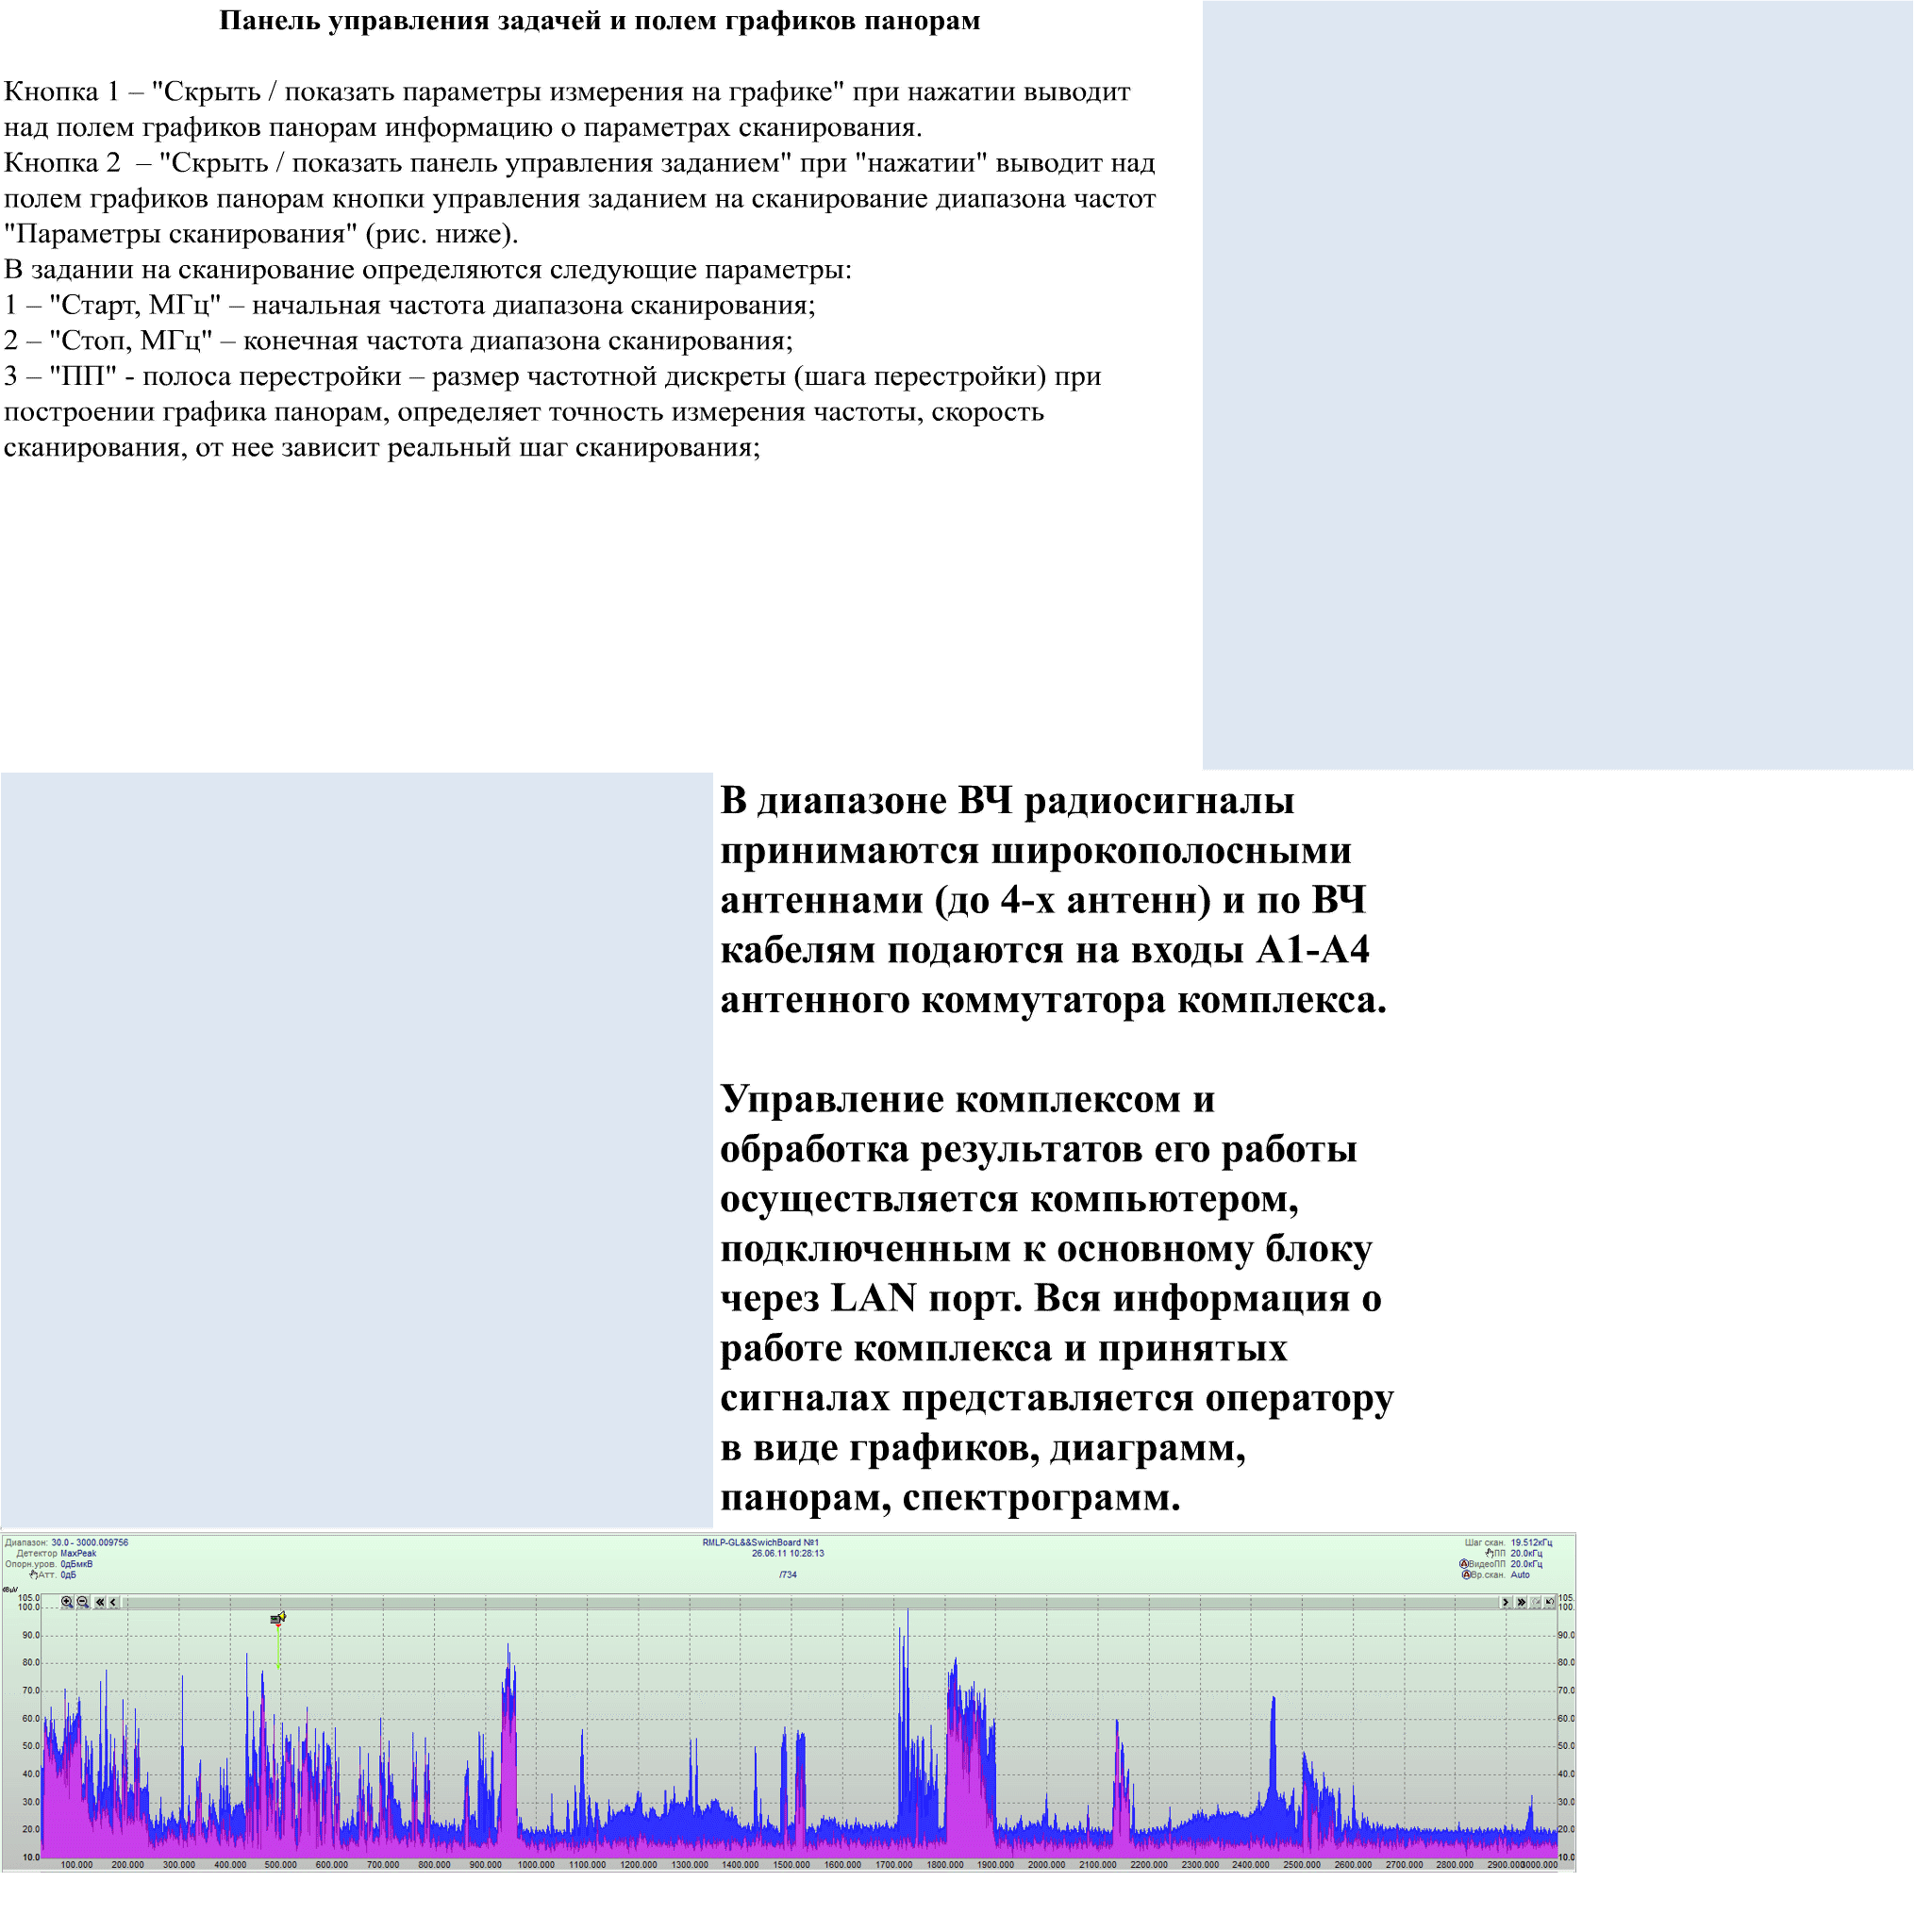 Панель управления задачей и полем графиков панорам
Кнопка 1 – "Скрыть / показать параметры измерения на графике" при нажатии выводит
над полем графиков панорам информацию о параметрах сканирования.
Кнопка 2 – "Скрыть / показать панель управления заданием" при "нажатии" выводит над
полем графиков панорам кнопки управления заданием на сканирование диапазона частот
"Параметры сканирования" (рис. ниже).
В задании на сканирование определяются следующие параметры:
1 – "Старт, МГц" – начальная частота диапазона сканирования;
2 – "Стоп, МГц" – конечная частота диапазона сканирования;
3 – "ПП" - полоса перестройки – размер частотной дискреты (шага перестройки) при
построении графика панорам, определяет точность измерения частоты, скорость
сканирования, от нее зависит реальный шаг сканирования;
В диапазоне ВЧ радиосигналы
принимаются широкополосными
антеннами (до 4-х антенн) и по ВЧ
кабелям подаются на входы А1-А4
антенного коммутатора комплекса.
Управление комплексом и
обработка результатов его работы
осуществляется компьютером,
подключенным к основному блоку
через LAN порт. Вся информация о
работе комплекса и принятых
сигналах представляется оператору
в виде графиков, диаграмм,
панорам, спектрограмм.
Диапазон: 30.0 - 3000.009756 RMLP-GL&&SwichBoard №1 Шаг скан. 19.512кГц
Детектор MaxPeak 26.06.11 10:28:13 ПП 20.0кГц
Опорн.уров. 0дБмкВ ВидеоПП 20.0кГц
Атт. 0дБ /734 Вр.скан. Auto
dBµV
105.0 105.
100.0 100.
90.0 90.0
80.0 80.0
70.0 70.0
60.0 60.0
50.0 50.0
40.0 40.0
30.0 30.0
20.0 20.0
10.0 10.0
100.000 200.000 300.000 400.000 500.000 600.000 700.000 800.000 900.000 1000.000 1100.000 1200.000 1300.000 1400.000 1500.000 1600.000 1700.000 1800.000 1900.000 2000.000 2100.000 2200.000 2300.000 2400.000 2500.000 2600.000 2700.000 2800.000 2900.000 3000.000